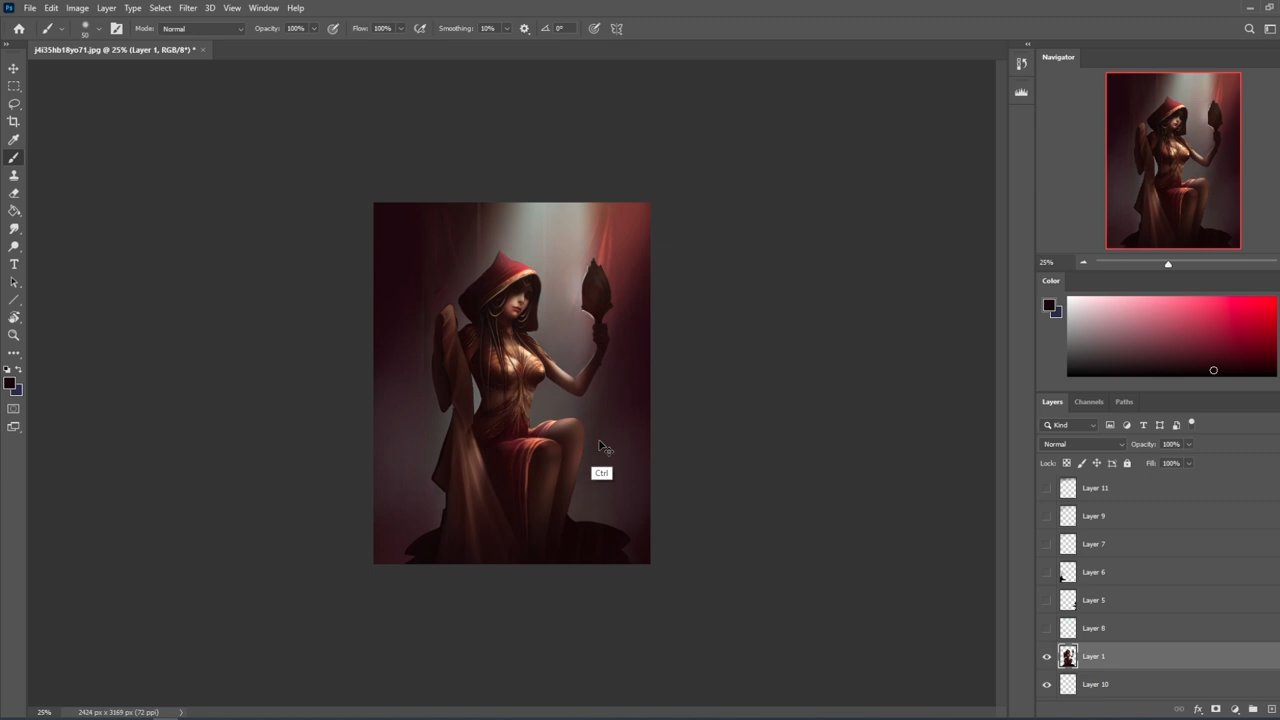 Ps File Edit Image Layer Type Select Filter 3D View Window Help
50 Mode: Normal Opacity: 100% Flow: 100% Smoothing: 10% 0°
j4i35hb18yo71.jpg @ 25% (Layer 1, RGB/8*) * ×
Navigator
25%
Color
Layers Channels Paths
Kind
Normal Opacity: 100%
Lock: Fill: 100%
Ctrl
Layer 11
Layer 9
Layer 7
Layer 6
Layer 5
Layer 8
Layer 1
Layer 10
25% 2424 px x 3169 px (72 ppi)